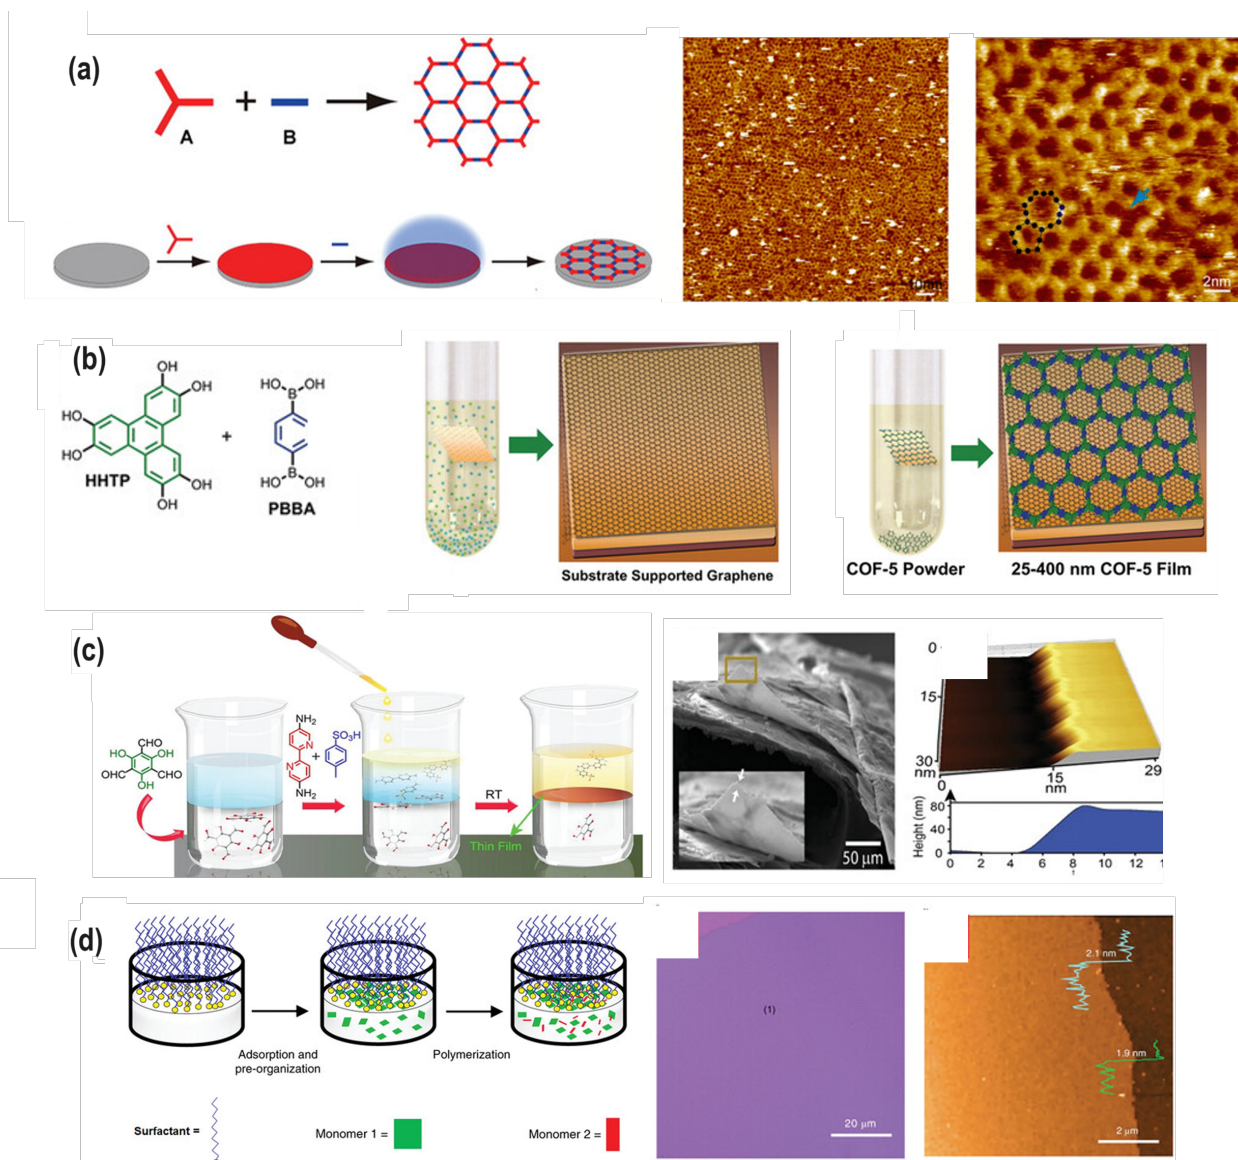 (a)
A
+
B
10nm
2nm
(b)
OH
OH
HO
HO
OH
OH
HHTP
+
HO
B
OH
B
HO
OH
PBBA
Substrate Supported Graphene
COF-5 Powder
25-400 nm COF-5 Film
(c)
CHO
HO
OH
OHC
CHO
OH
NH2
N
N
NH2
+
SO3H
RT
Thin Film
50 µm
0
15
30
nm
0
15
nm
29
Height (nm)
80
40
0
0
2
4
6
8
10
12
(d)
Adsorption and
pre-organization
Polymerization
Surfactant =
Monomer 1 =
Monomer 2 =
(1)
20 µm
2.1 nm
1.9 nm
2 µm